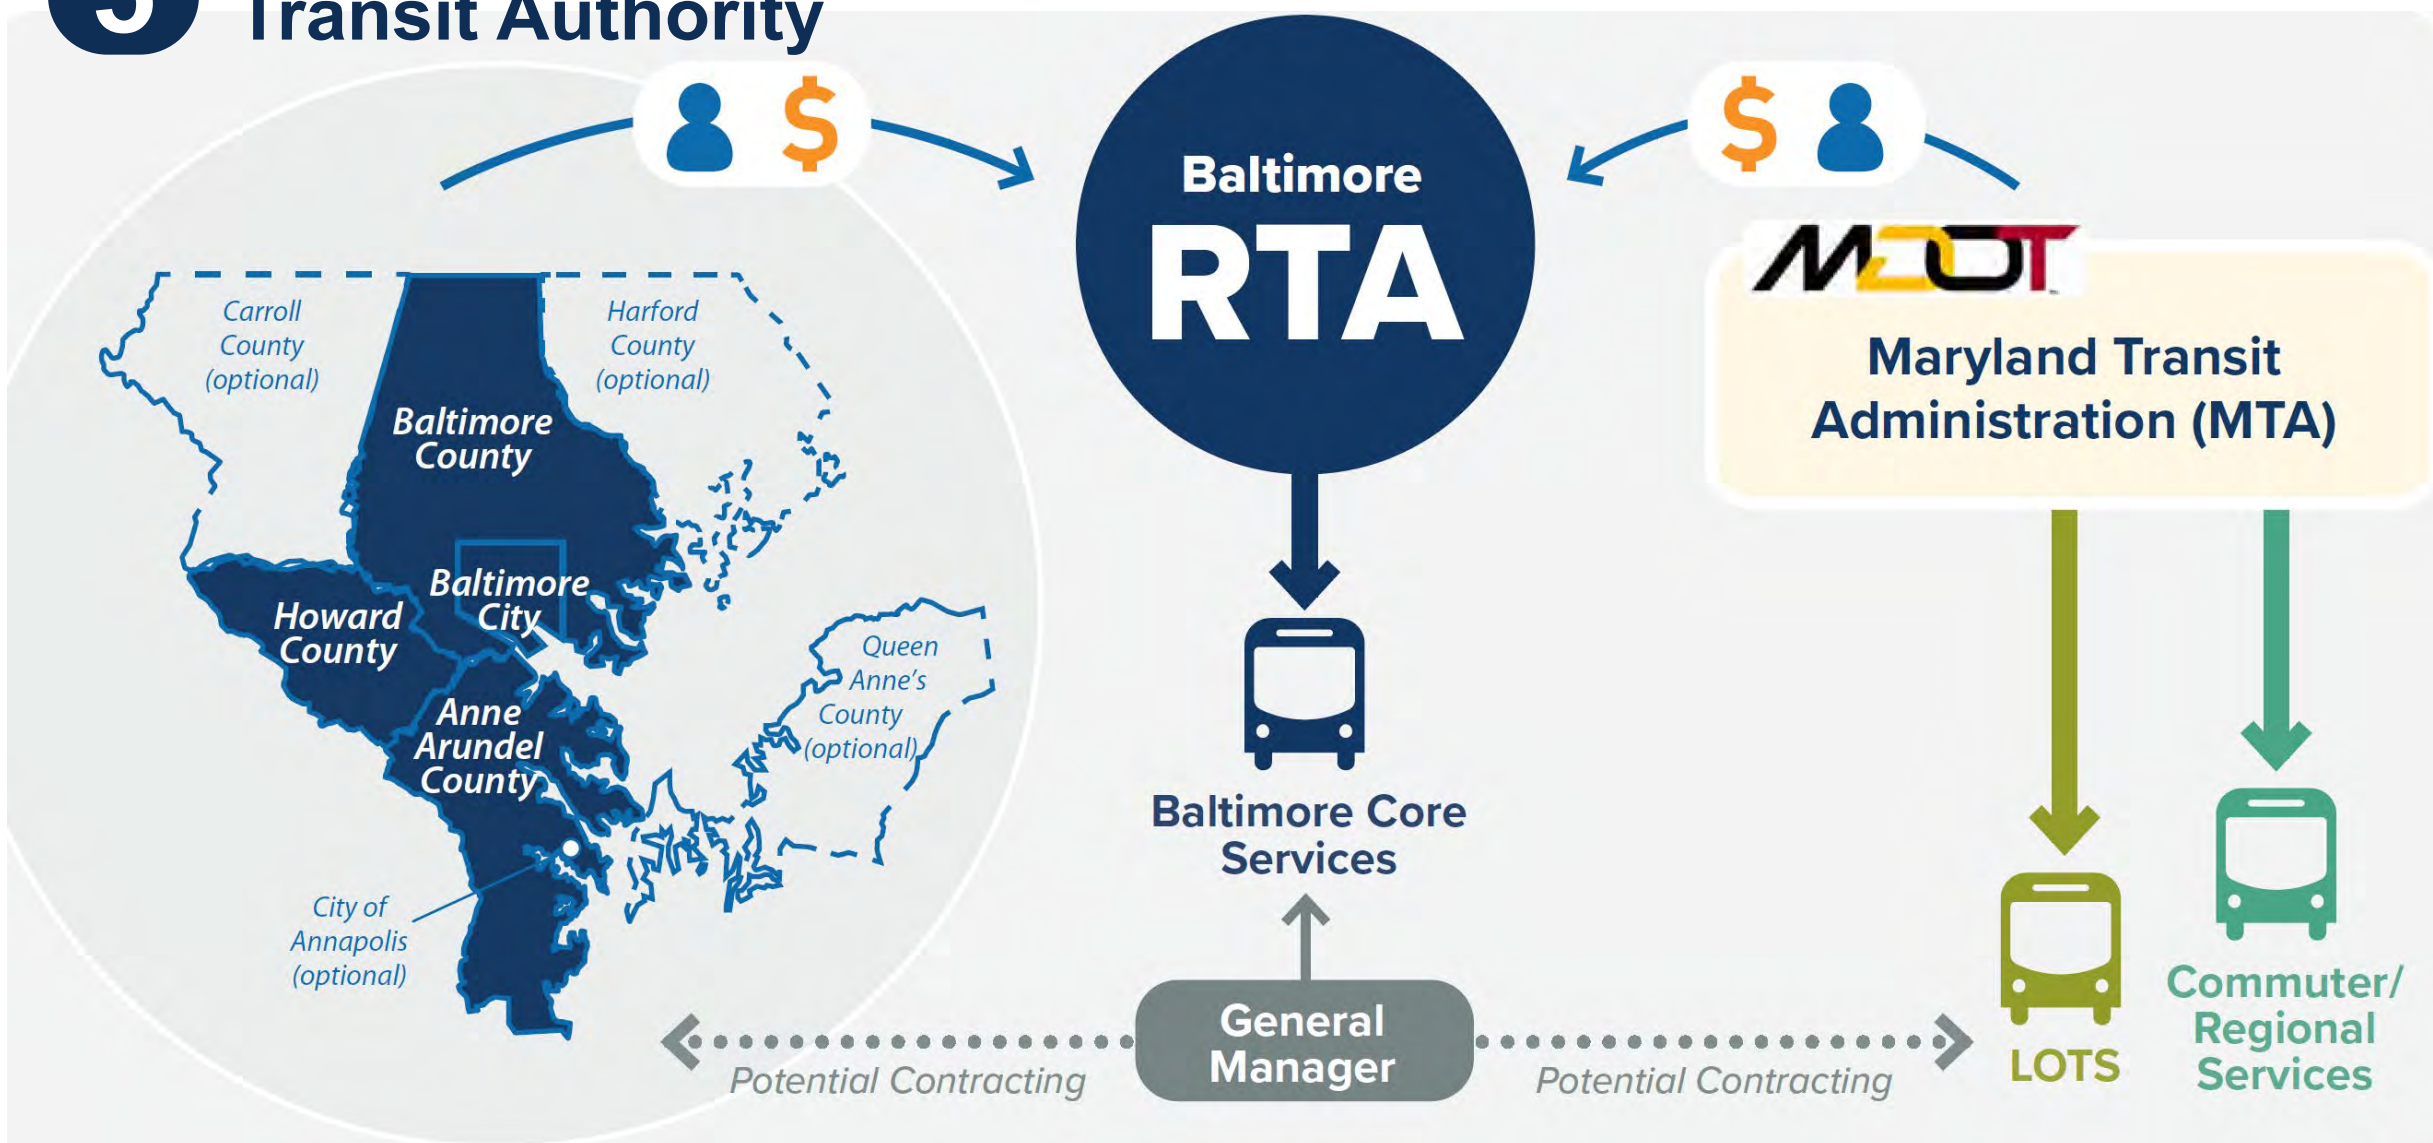 5
Transit Authority
$
$
Baltimore
RTA
MDOT
Maryland Transit
Administration (MTA)
Carroll
County
(optional)
Harford
County
(optional)
Baltimore
County
Baltimore
City
Howard
County
Queen
Anne's
County
(optional)
Anne
Arundel
County
City of
Annapolis
(optional)
Baltimore Core
Services
General
Manager
Potential Contracting
Potential Contracting
LOTS
Commuter/
Regional
Services